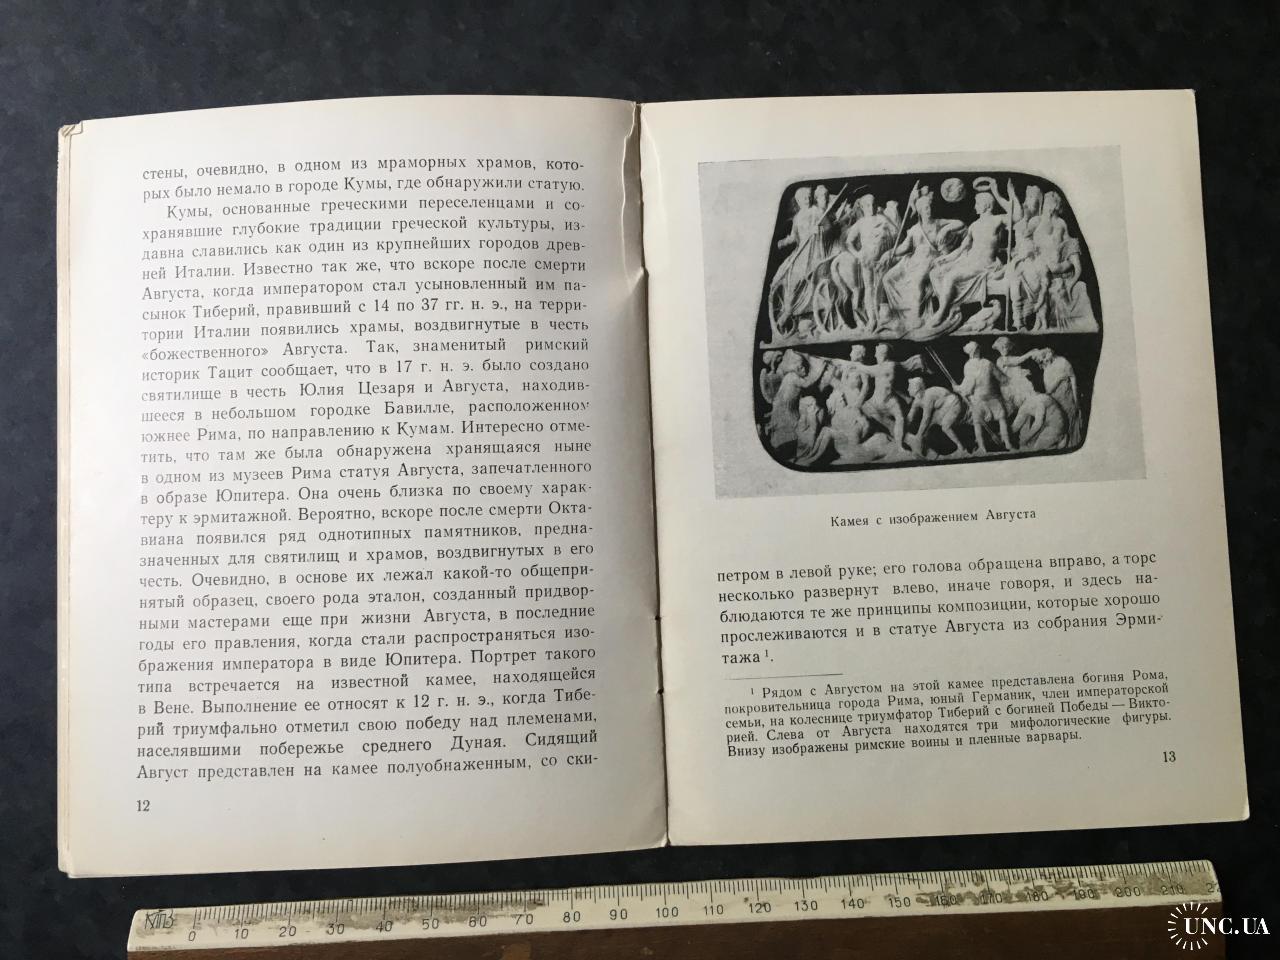 стены, очевидно, в одном из мраморных храмов, кото-
рых было немало в городе Кумы, где обнаружили статую.
Кумы, основанные греческими переселенцами и со-
хранявшие глубокие традиции греческой культуры, из-
давна славились как один из крупнейших городов древ-
ней Италии. Известно так же, что вскоре после смерти
Августа, когда императором стал усыновленный им па-
сынок Тиберий, правивший с 14 по 37 гг. н. э., на терри-
тории Италии появились храмы, воздвигнутые в честь
«божественного» Августа. Так, знаменитый римский
историк Тацит сообщает, что в 17 г. н. э. было создано
святилище в честь Юлия Цезаря и Августа, находив-
шееся в небольшом городке Бавилле, расположенном
южнее Рима, по направлению к Кумам. Интересно отме-
тить, что там же была обнаружена хранящаяся ныне
в одном из музеев Рима статуя Августа, запечатленного
в образе Юпитера. Она очень близка по своему харак-
теру к эрмитажной. Вероятно, вскоре после смерти Окта-
виана появился ряд однотипных памятников, предна-
значенных для святилищ и храмов, воздвигнутых в его
честь. Очевидно, в основе их лежал какой-то общепри-
нятый образец, своего рода эталон, созданный придвор-
ными мастерами еще при жизни Августа, в последние
годы его правления, когда стали распространяться изо-
бражения императора в виде Юпитера. Портрет такого
типа встречается на известной камее, находящейся
в Вене. Выполнение ее относят к 12 г. н. э., когда Тибе-
рий триумфально отметил свою победу над племенами,
населявшими побережье среднего Дуная. Сидящий
Август представлен на камее полуобнаженным, со ски-
12
Камея с изображением Августа
петром в левой руке; его голова обращена вправо, а торс
несколько развернут влево, иначе говоря, и здесь на-
блюдаются те же принципы композиции, которые хорошо
прослеживаются и в статуе Августа из собрания Эрми-
тажа ¹.
¹ Рядом с Августом на этой камее представлена богиня Рома,
покровительница города Рима, юный Германик, член императорской
семьи, на колеснице триумфатор Тиберий с богиней Победы — Викто-
рией. Слева от Августа находятся три мифологические фигуры.
Внизу изображены римские воины и пленные варвары.
13
0 10 20 30 40 50 60 70 80 90 100 110 120 130 140 150 160 170 180 190 200 210
UNC.UA